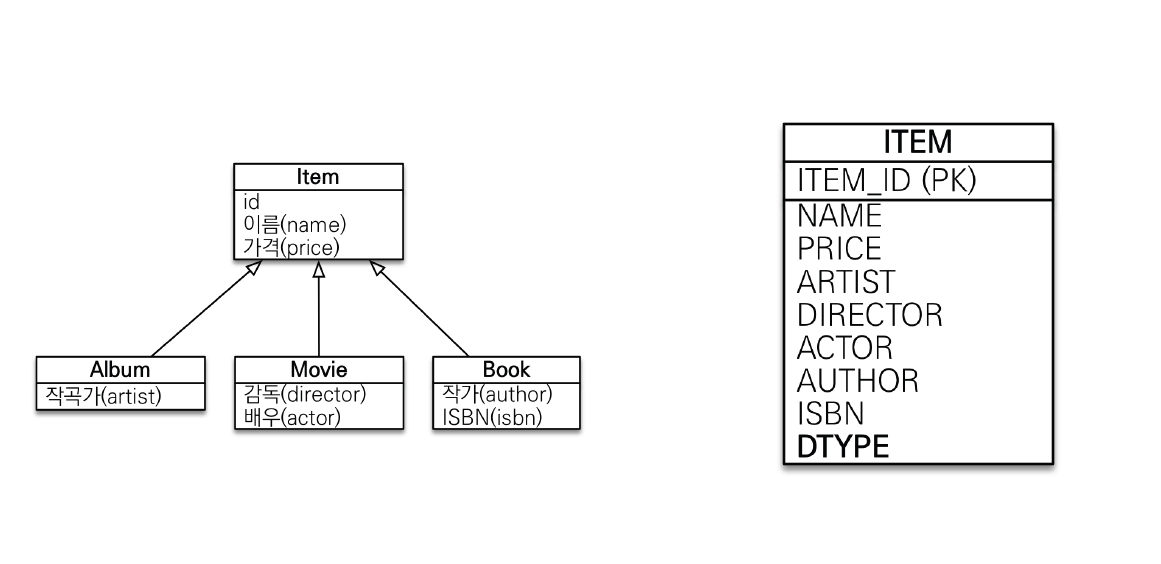 Item
id
이름(name)
가격(price)
Album
작곡가(artist)
Movie
감독(director)
배우(actor)
Book
작가(author)
ISBN(isbn)
ITEM
ITEM_ID (PK)
NAME
PRICE
ARTIST
DIRECTOR
ACTOR
AUTHOR
ISBN
DTYPE